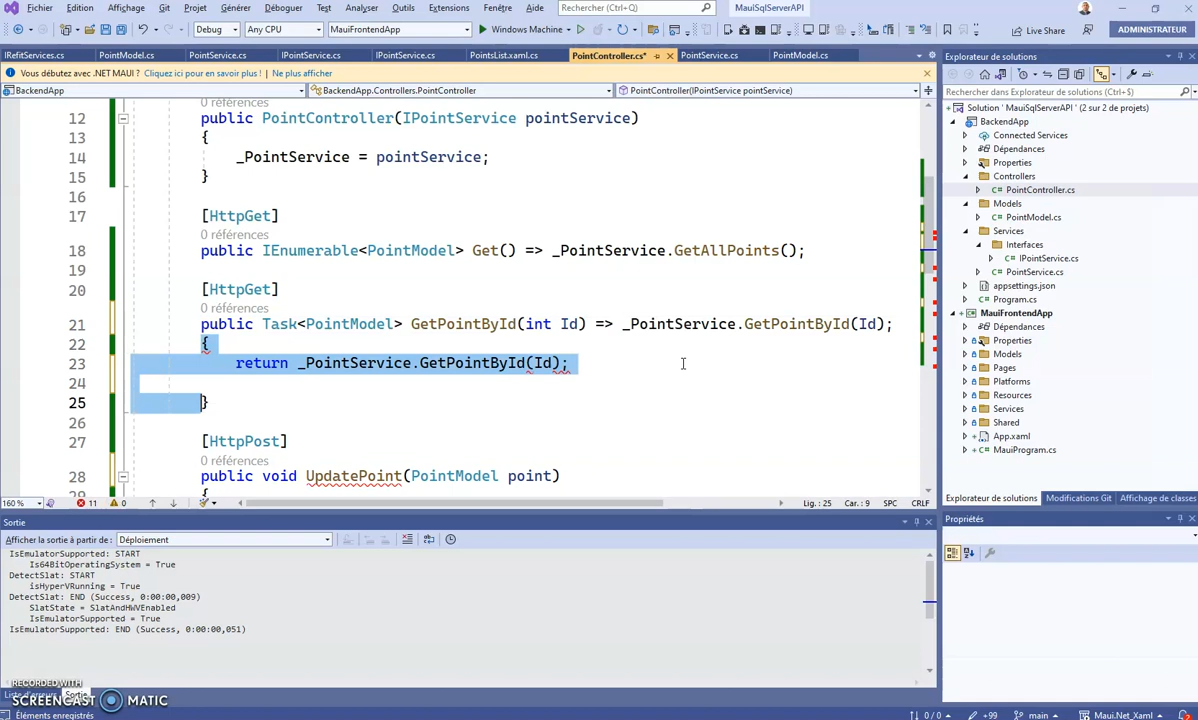 Fichier Edition Affichage Git Projet Générer Déboguer Test Analyser Outils Extensions Fenêtre Aide Rechercher (Ctrl+Q) MauiSqlServerAPI
Debug Any CPU MauiFrontendApp Windows Machine Live Share ADMINISTRATEUR
IRefitServices.cs PointModel.cs PointService.cs IPointService.cs IPointService.cs PointsList.xaml.cs PointController.cs* PointService.cs PointModel.cs
Vous débutez avec .NET MAUI ? Cliquez ici pour en savoir plus ! Ne plus afficher
BackendApp BackendApp.Controllers.PointController PointController(IPointService pointService)
0 références
12 public PointController(IPointService pointService)
13 {
14 _PointService = pointService;
15 }
16
17 [HttpGet]
0 références
18 public IEnumerable<PointModel> Get() => _PointService.GetAllPoints();
19
20 [HttpGet]
0 références
21 public Task<PointModel> GetPointById(int Id) => _PointService.GetPointById(Id);
22 {
23 return _PointService.GetPointById(Id);
24
25 }
26
27 [HttpPost]
0 références
28 public void UpdatePoint(PointModel point)
29 {
160 % 11 0 Lig. : 25 Car. : 9 SPC CRLF
Sortie
Afficher la sortie à partir de : Déploiement
IsEmulatorSupported: START
Is64BitOperatingSystem = True
DetectSlat: START
isHyperVRunning = True
DetectSlat: END (Success, 0:00:00,009)
SlatState = SlatAndHWVEnabled
IsEmulatorSupported = True
IsEmulatorSupported: END (Success, 0:00:00,051)
Liste d'erreurs Sortie
RECORDED WITH
SCREENCAST MATIC
Éléments enregistrés 0 / 0 +99 main Maui.Net_Xaml
Explorateur de solutions
Rechercher dans Explorateur de solutions (Ctrl+$)
Solution ' MauiSqlServerAPI ' (2 sur 2 de projets)
BackendApp
Connected Services
Dépendances
Properties
Controllers
PointController.cs
Models
PointModel.cs
Services
Interfaces
IPointService.cs
PointService.cs
appsettings.json
Program.cs
MauiFrontendApp
Dépendances
Properties
Models
Pages
Platforms
Resources
Services
Shared
App.xaml
MauiProgram.cs
Explorateur de solutions Modifications Git Affichage de classes
Propriétés